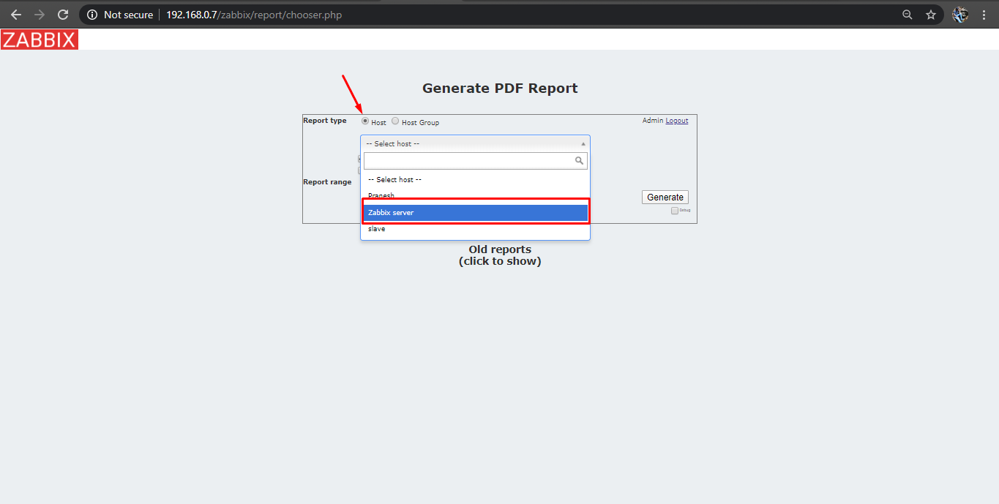 Not secure | 192.168.0.7/zabbix/report/chooser.php
ZABBIX
Generate PDF Report
Report type Host Host Group Admin Logout
-- Select host --
-- Select host --
Pranesh
Report range
Generate
Zabbix server
Debug
slave
Old reports
(click to show)